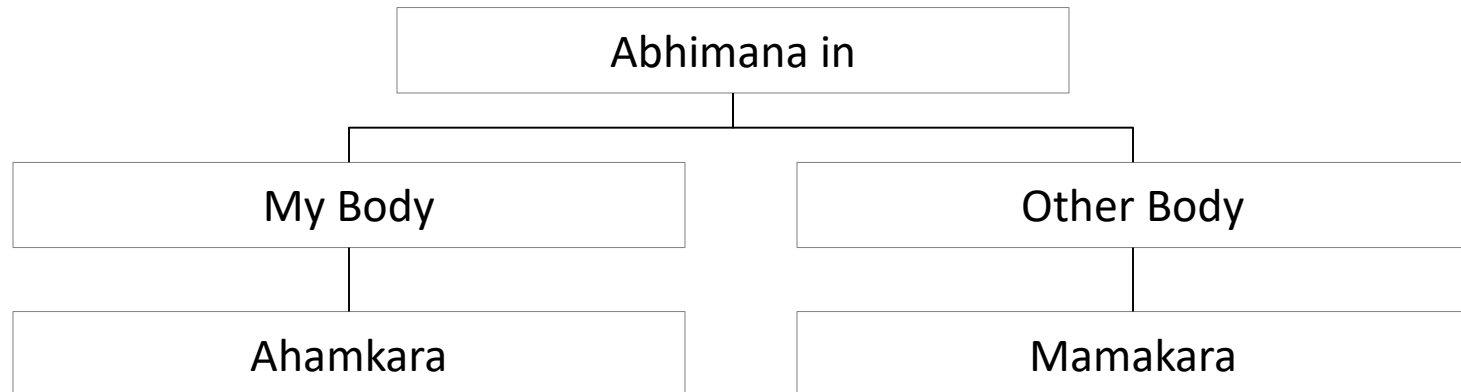 Abhimana in
My Body
Other Body
Ahamkara
Mamakara